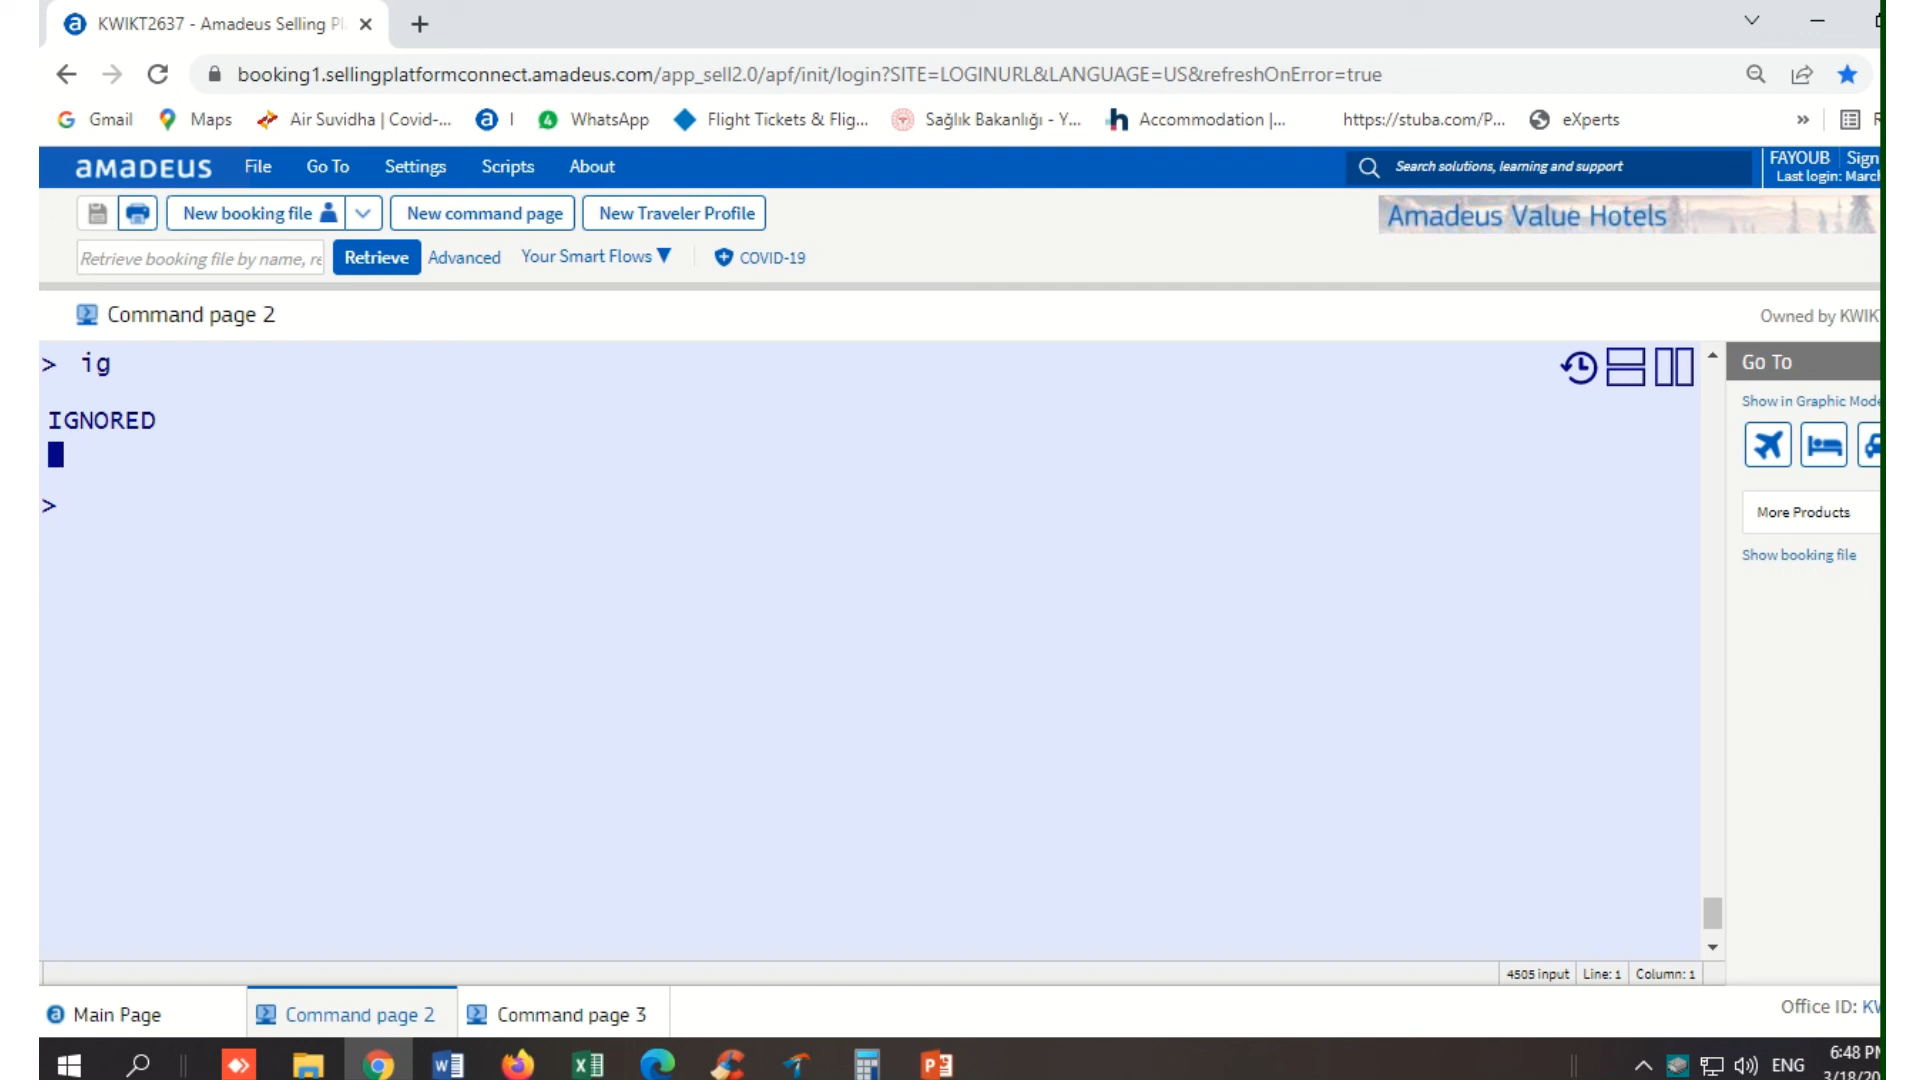 KWIKT2637 - Amadeus Selling Pl
booking1.sellingplatformconnect.amadeus.com/app_sell2.0/apf/init/login?SITE=LOGINURL&LANGUAGE=US&refreshOnError=true
Gmail Maps Air Suvidha | Covid-... I WhatsApp Flight Tickets & Flig... Sağlık Bakanlığı - Y... Accommodation |... https://stuba.com/P... eXperts » R
amadeus File Go To Settings Scripts About Search solutions, learning and support FAYOUB Sign
Last login: March
New booking file New command page New Traveler Profile Amadeus Value Hotels
Retrieve booking file by name, re Retrieve Advanced Your Smart Flows COVID-19
Command page 2 Owned by KWIK
> ig
IGNORED
>
Go To
Show in Graphic Mode
More Products
Show booking file
4505 input Line: 1 Column: 1
Main Page Command page 2 Command page 3 Office ID: KW
ENG 6:48 PM
3/18/20